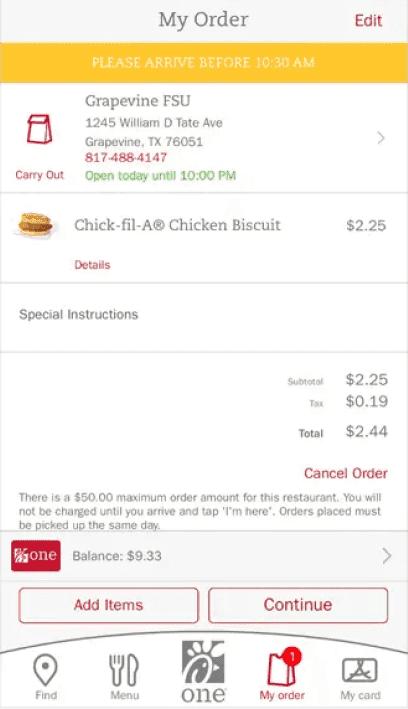 My Order
Edit
PLEASE ARRIVE BEFORE 10:30 AM
Grapevine FSU
1245 William D Tate Ave
Grapevine, TX 76051
817-488-4147
Carry Out
Open today until 10:00 PM
Chick-fil-A® Chicken Biscuit
$2.25
Details
Special Instructions
Subtotal $2.25
Tax $0.19
Total $2.44
Cancel Order
There is a $50.00 maximum order amount for this restaurant. You will
not be charged until you arrive and tap 'I'm here'. Orders placed must
be picked up the same day.
one
Balance: $9.33
Add Items
Continue
1
Find
Menu
one
My order
My card